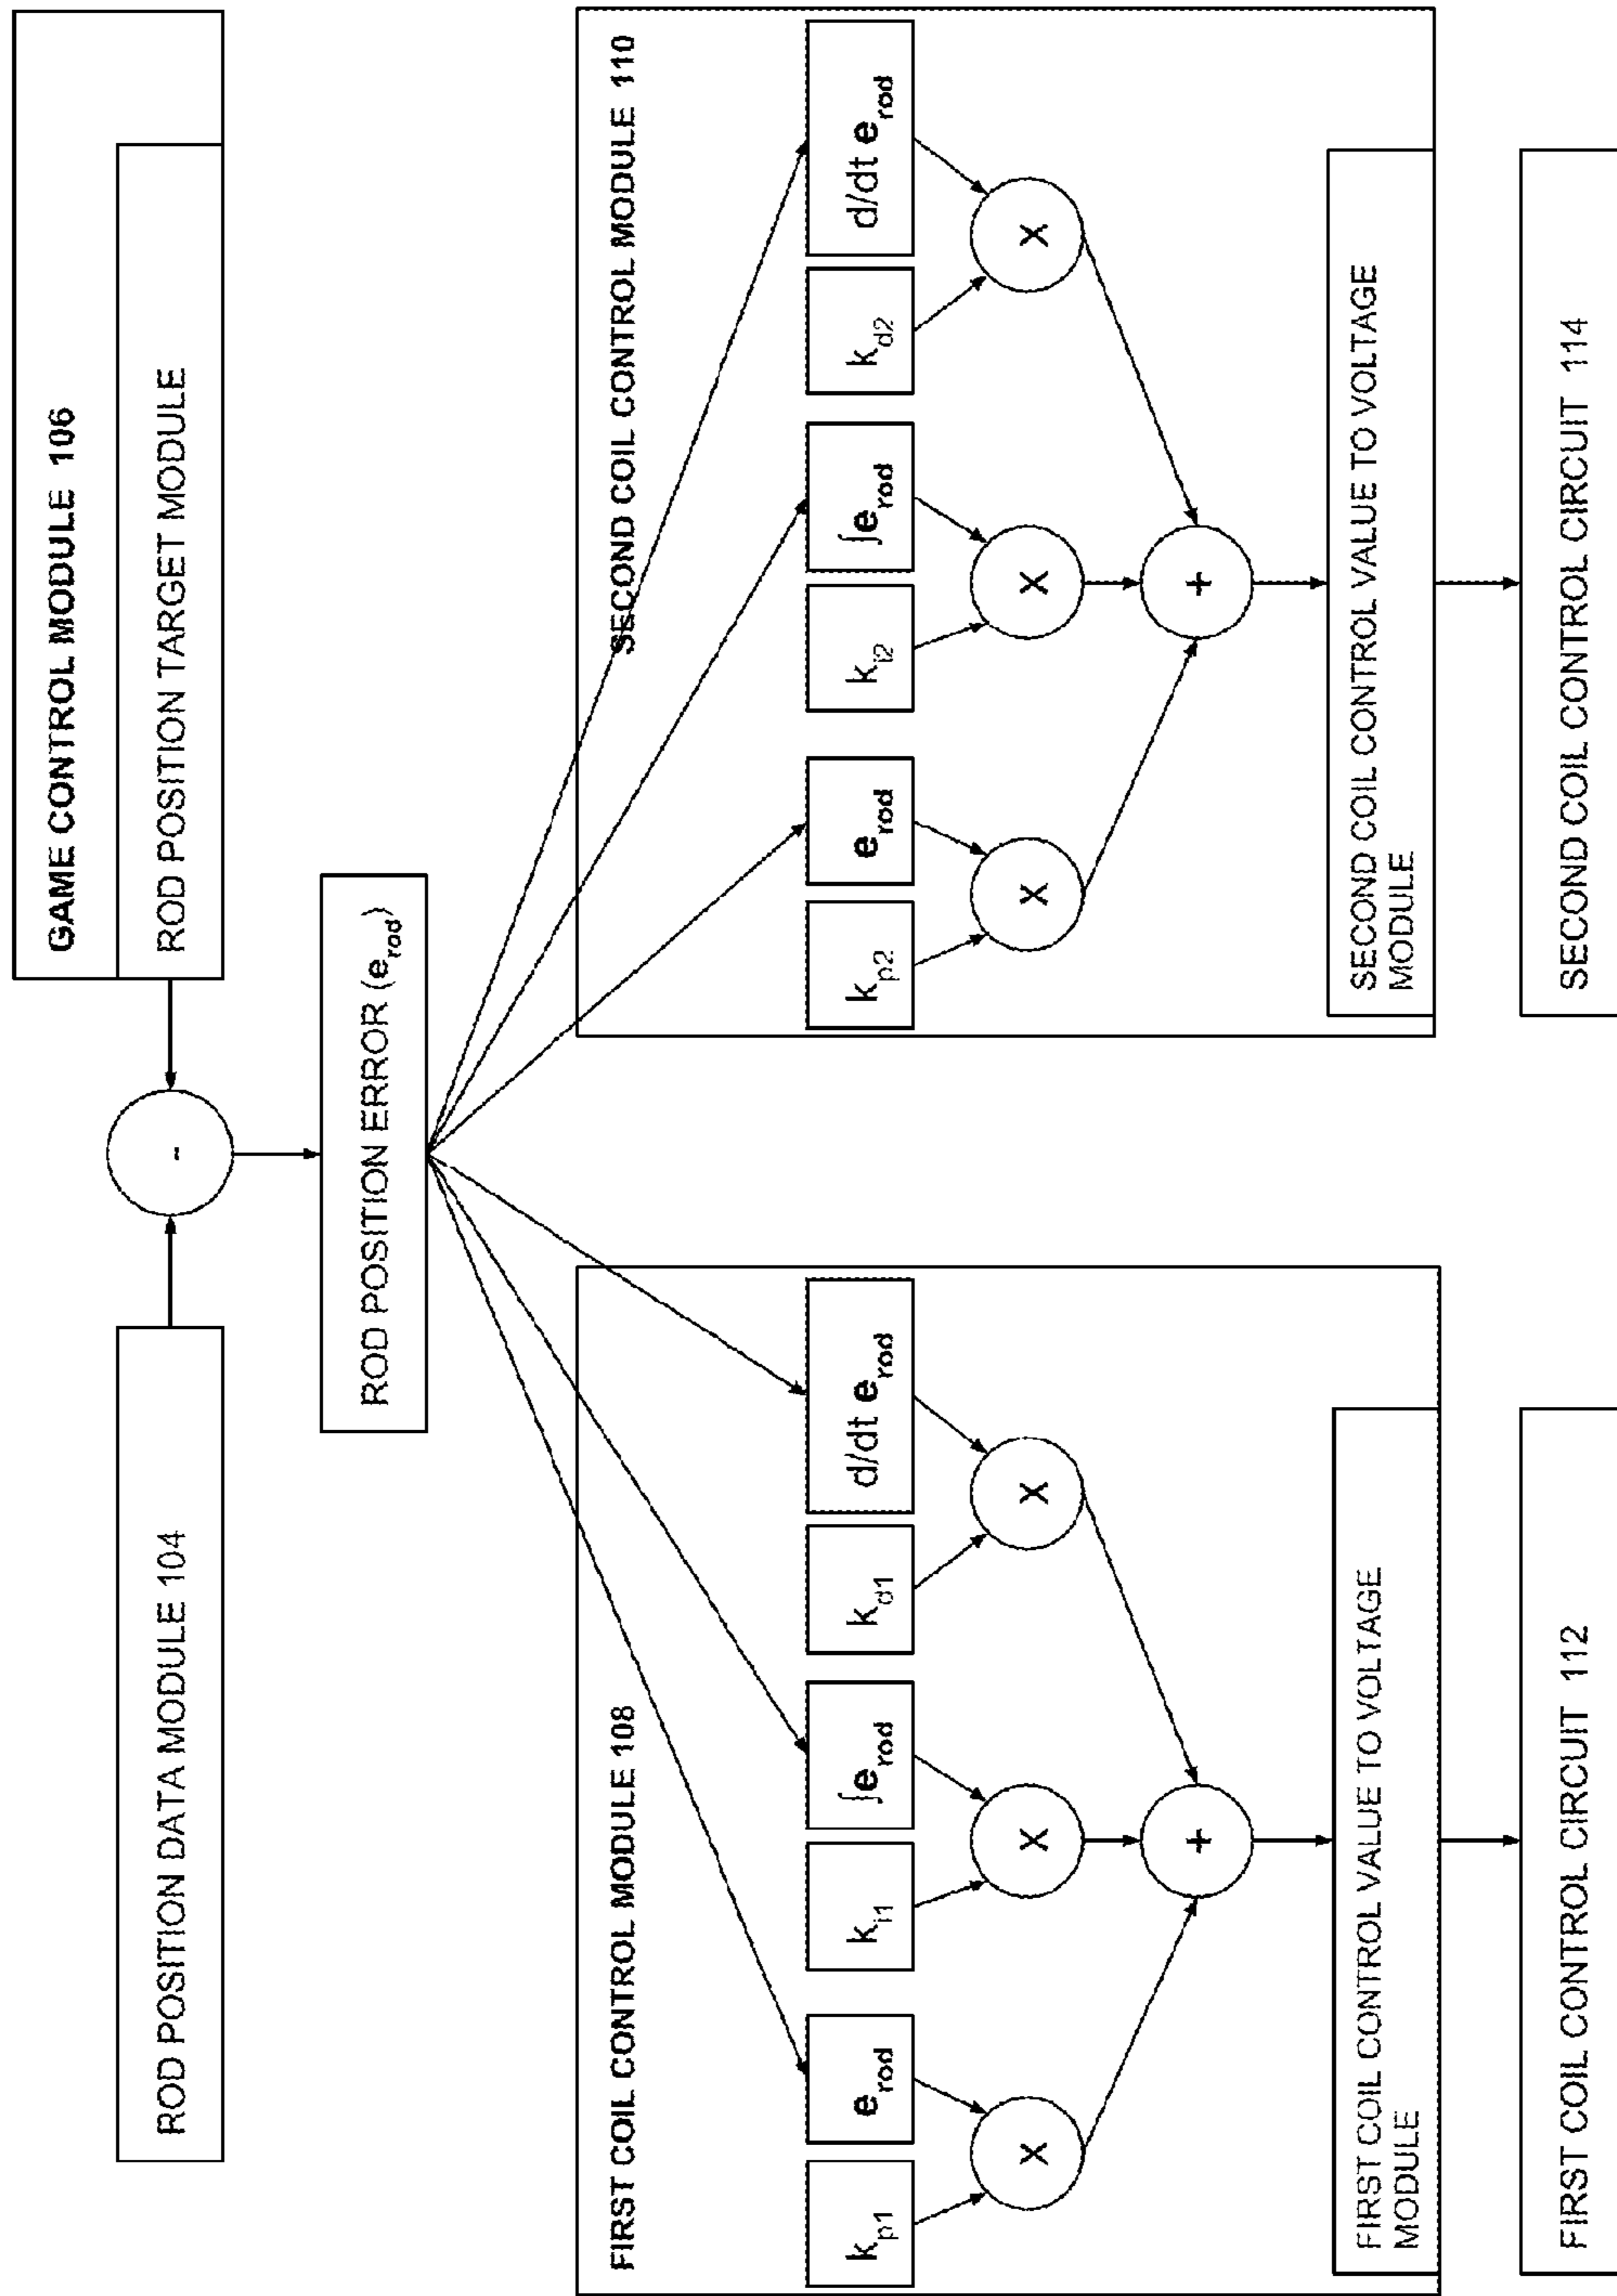 GAME CONTROL MODULE 106
ROD POSITION DATA MODULE 104
-
ROD POSITION TARGET MODULE
ROD POSITION ERROR (e_rod)
FIRST COIL CONTROL MODULE 108
k_p1
e_rod
k_i1
∫e_rod
k_d1
d/dt e_rod
X
X
X
+
FIRST COIL CONTROL VALUE TO VOLTAGE
MODULE
FIRST COIL CONTROL CIRCUIT 112
SECOND COIL CONTROL MODULE 110
k_p2
e_rod
k_i2
∫e_rod
k_d2
d/dt e_rod
X
X
X
+
SECOND COIL CONTROL VALUE TO VOLTAGE
MODULE
SECOND COIL CONTROL CIRCUIT 114